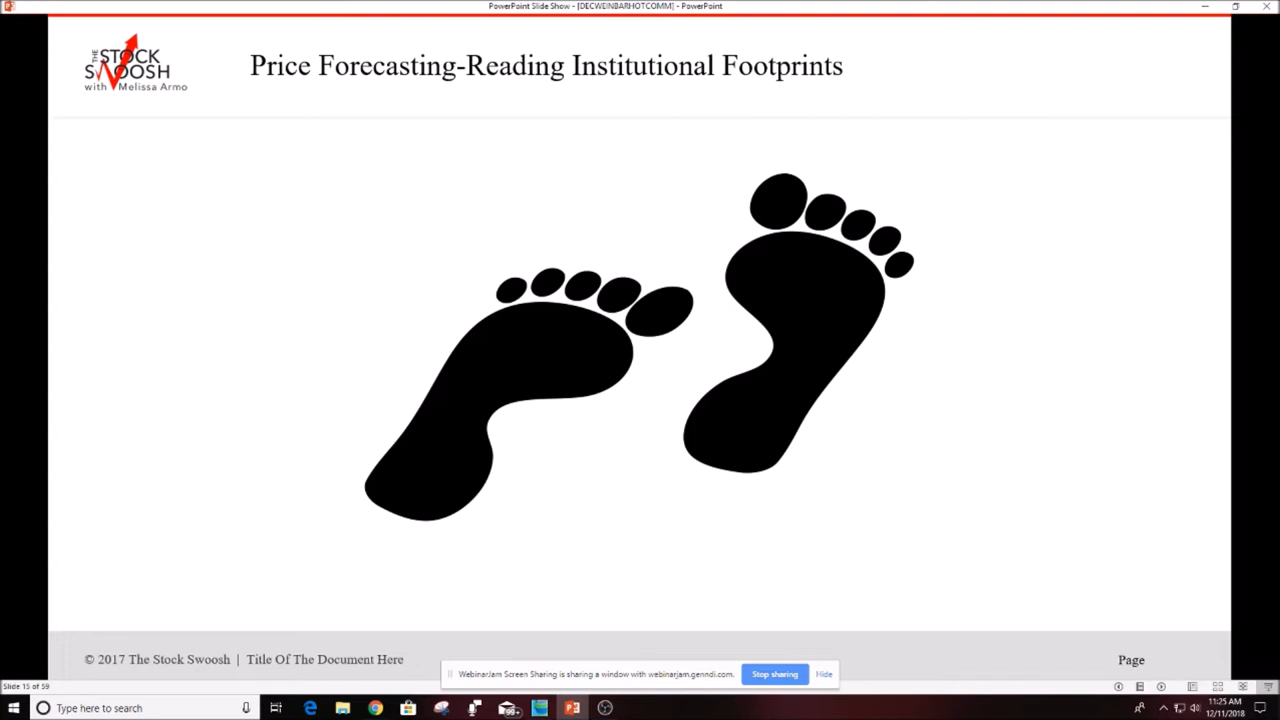 PowerPoint Slide Show - [DECWEINBARHOTCOMM] - PowerPoint
THE STOCK
SWOOSH
with Melissa Armo
Price Forecasting-Reading Institutional Footprints
© 2017 The Stock Swoosh | Title Of The Document Here
Page
WebinarJam Screen Sharing is sharing a window with webinarjam.genndi.com.
Stop sharing
Hide
Slide 15 of 59
Type here to search
99+
11:25 AM
12/11/2018